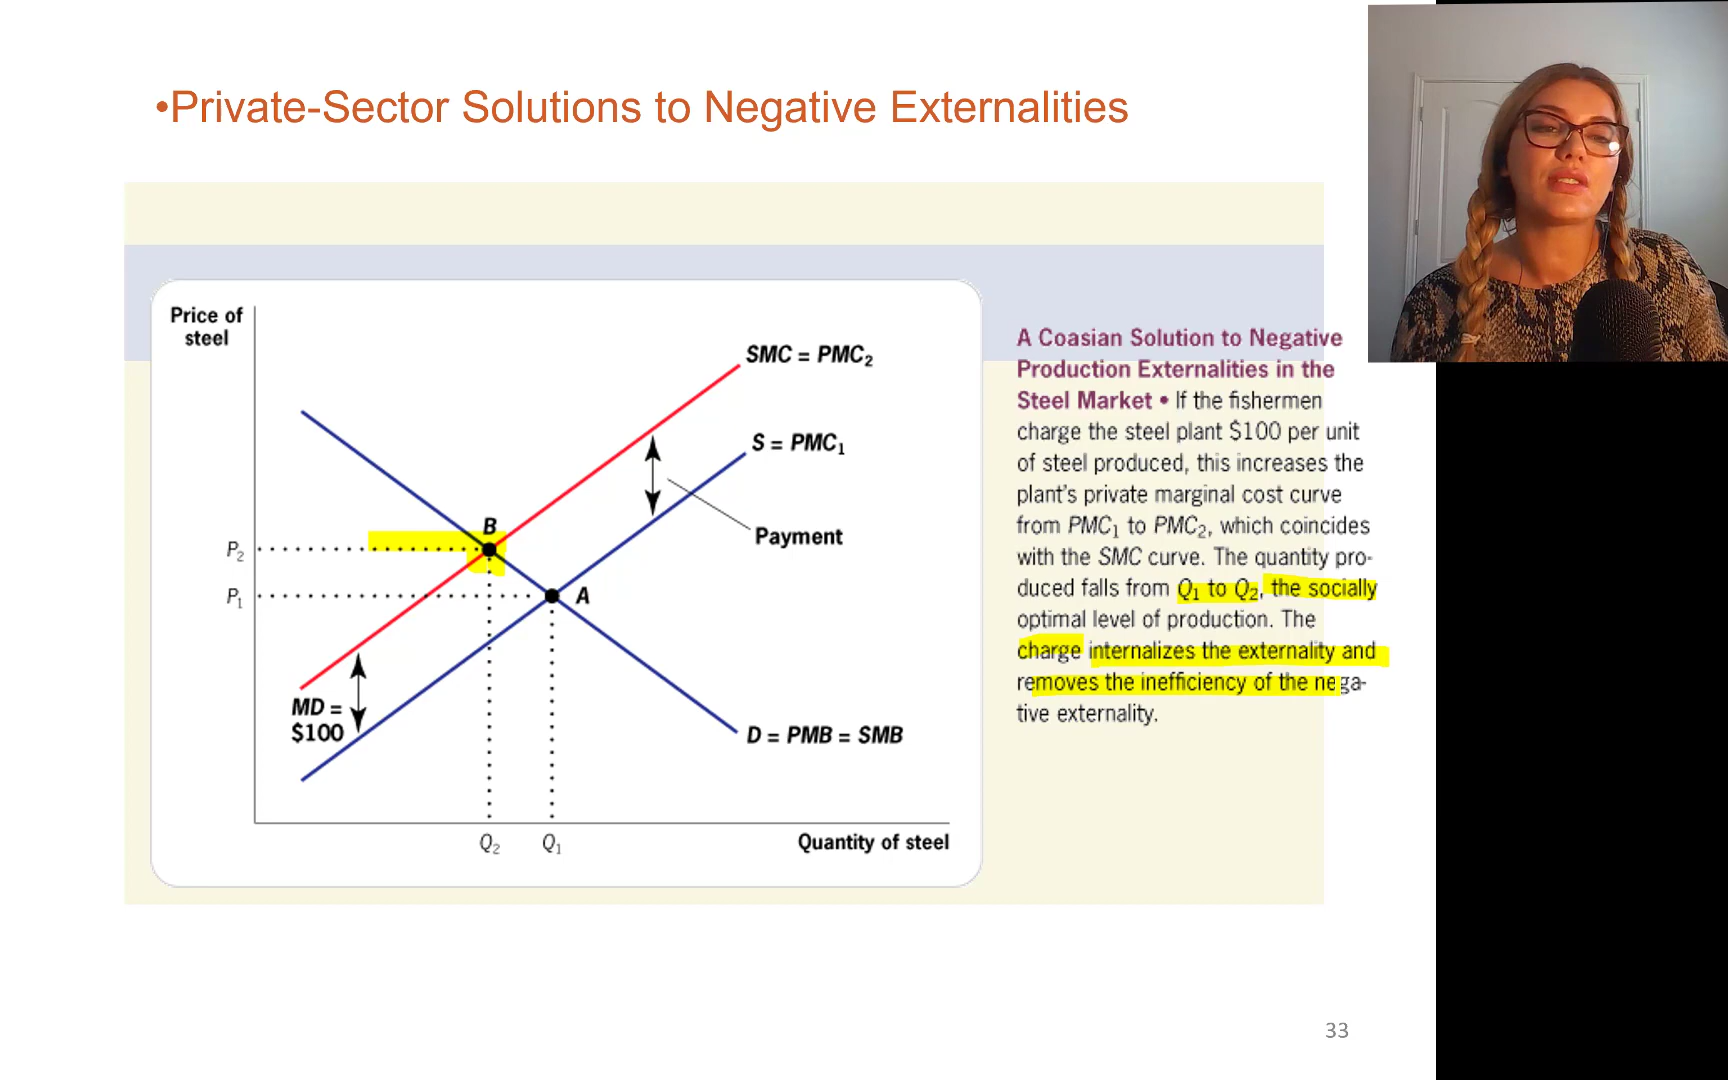 •Private-Sector Solutions to Negative Externalities
Price of
steel
SMC = PMC₂
S = PMC₁
Payment
B
P₂
P₁
A
MD =
$100
D = PMB = SMB
Q₂ Q₁
Quantity of steel
A Coasian Solution to Negative
Production Externalities in the
Steel Market • If the fishermen
charge the steel plant $100 per unit
of steel produced, this increases the
plant’s private marginal cost curve
from PMC₁ to PMC₂, which coincides
with the SMC curve. The quantity pro-
duced falls from Q₁ to Q₂, the socially
optimal level of production. The
charge internalizes the externality and
removes the inefficiency of the nega-
tive externality.
33